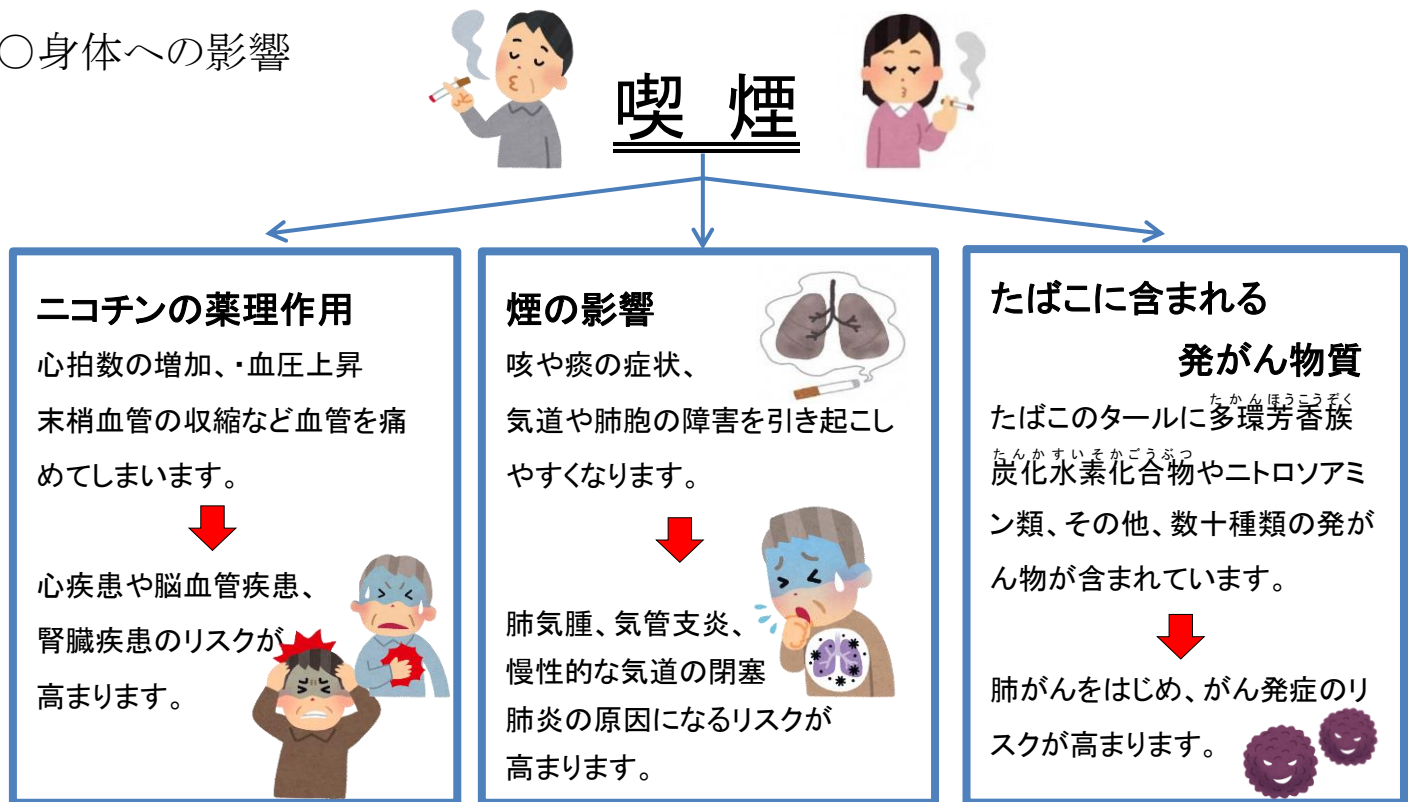 ○身体への影響
喫 煙
ニコチンの薬理作用
心拍数の増加、・血圧上昇
末梢血管の収縮など血管を痛
めてしまいます。
心疾患や脳血管疾患、
腎臓疾患のリスクが
高まります。
煙の影響
咳や痰の症状、
気道や肺胞の障害を引き起こし
やすくなります。
肺気腫、気管支炎、
慢性的な気道の閉塞
肺炎の原因になるリスクが
高まります。
たばこに含まれる
発がん物質
たかんほうこうぞく
たばこのタールに多環芳香族
たんかすいそかごうぶつ
炭化水素化合物やニトロソアミ
ン類、その他、数十種類の発が
ん物が含まれています。
肺がんをはじめ、がん発症のリ
スクが高まります。